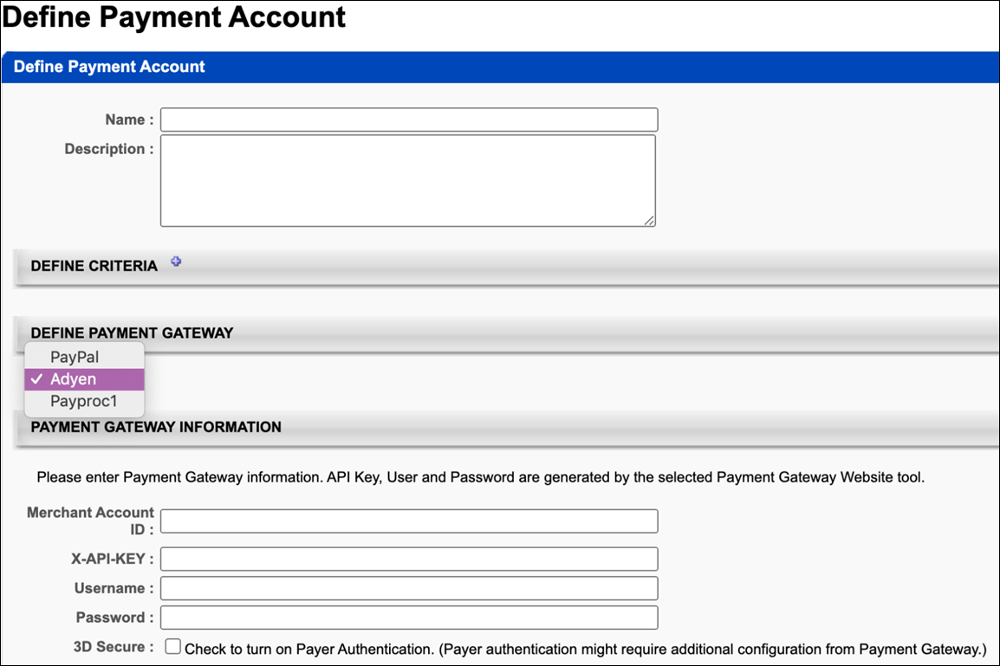 Define Payment Account
Define Payment Account
Name :
Description :
DEFINE CRITERIA
DEFINE PAYMENT GATEWAY
PayPal
Adyen
Payproc1
PAYMENT GATEWAY INFORMATION
Please enter Payment Gateway information. API Key, User and Password are generated by the selected Payment Gateway Website tool.
Merchant Account
ID :
X-API-KEY :
Username :
Password :
3D Secure : Check to turn on Payer Authentication. (Payer authentication might require additional configuration from Payment Gateway.)